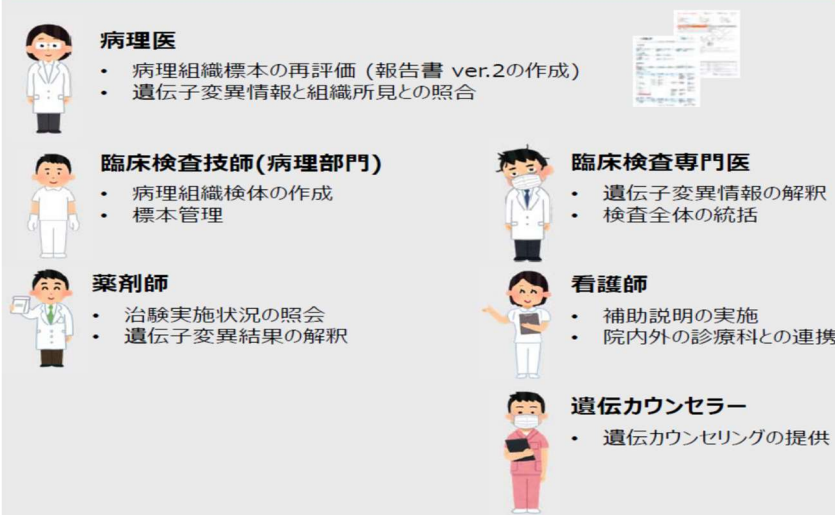 病理医
• 病理組織標本の再評価 (報告書 ver.2の作成)
• 遺伝子変異情報と組織所見との照合
臨床検査技師(病理部門)
• 病理組織検体の作成
• 標本管理
臨床検査専門医
• 遺伝子変異情報の解釈
• 検査全体の統括
薬剤師
• 治験実施状況の照会
• 遺伝子変異結果の解釈
看護師
• 補助説明の実施
• 院内外の診療科との連携
遺伝カウンセラー
• 遺伝カウンセリングの提供